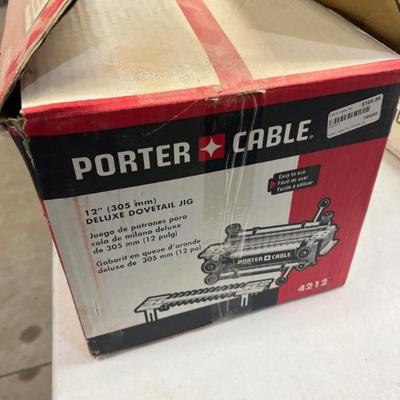 PORTER CABLE
Easy to use
Fácil de usar
Facile à utiliser
12" (305 mm)
DELUXE DOVETAIL JIG
Juego de patrones para
cola de milano deluxe
de 305 mm (12 pulg)
Gabarit en queue d'aronde
deluxe de 305 mm (12 po)
PORTER CABLE
4212